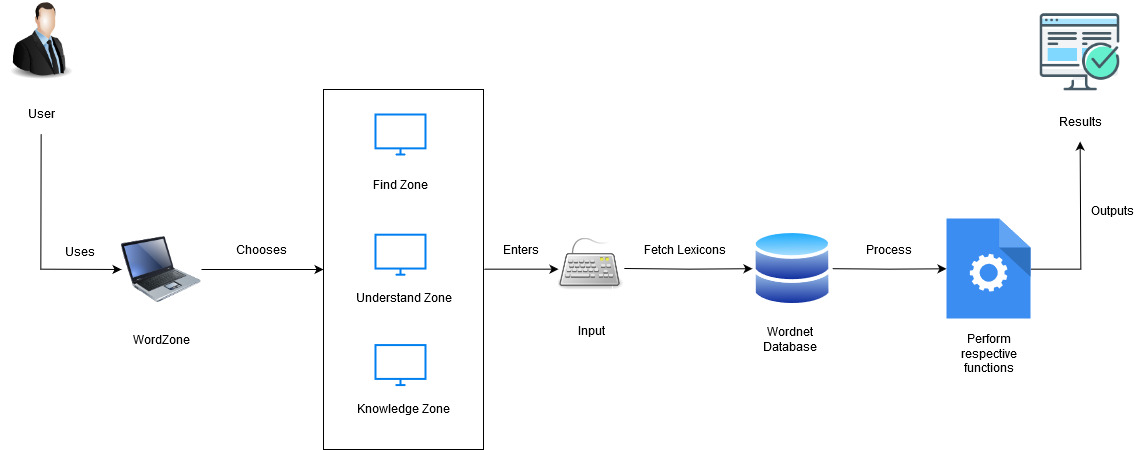 User
Uses
WordZone
Chooses
Find Zone
Understand Zone
Knowledge Zone
Enters
Input
Fetch Lexicons
Wordnet
Database
Process
Perform
respective
functions
Outputs
Results